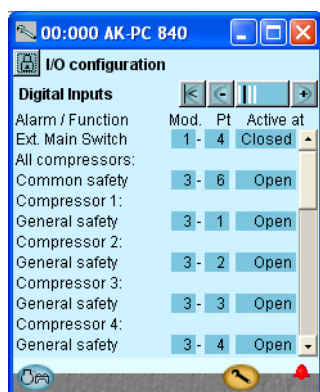 00:000 AK-PC 840
I/O configuration
Digital Inputs
Alarm / Function Mod. Pt Active at
Ext. Main Switch 1 - 4 Closed
All compressors:
Common safety 3 - 6 Open
Compressor 1:
General safety 3 - 1 Open
Compressor 2:
General safety 3 - 2 Open
Compressor 3:
General safety 3 - 3 Open
Compressor 4:
General safety 3 - 4 Open